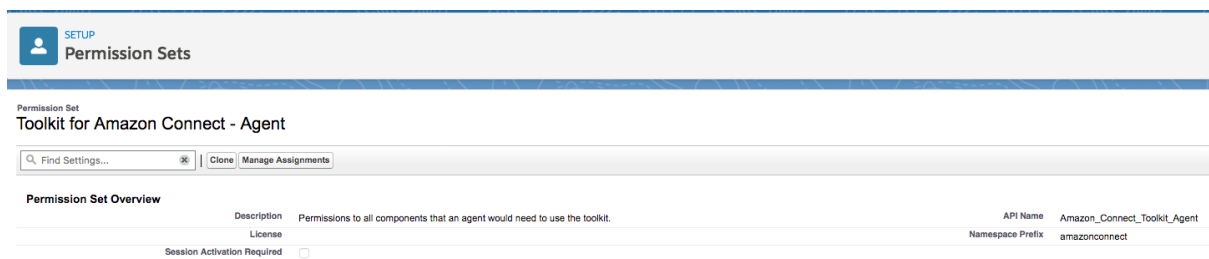 SETUP
Permission Sets
Permission Set
Toolkit for Amazon Connect - Agent
Find Settings... | Clone Manage Assignments
Permission Set Overview
Description Permissions to all components that an agent would need to use the toolkit. API Name Amazon_Connect_Toolkit_Agent
License Namespace Prefix amazonconnect
Session Activation Required